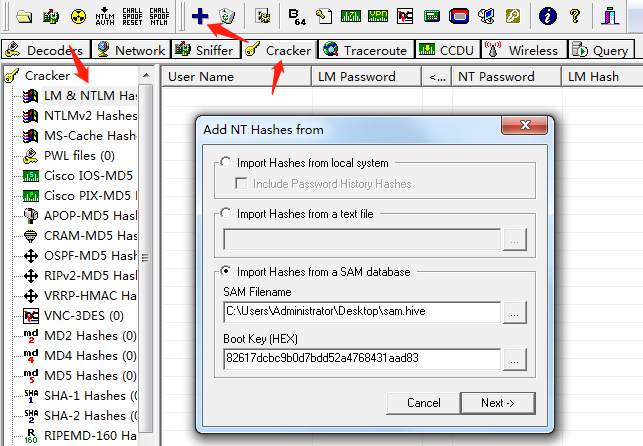 NTLM AUTH
CHALL SPOOF RESET
CHALL SPOOF NTLM
B 64
Decoders
Network
Sniffer
Cracker
Traceroute
CCDU
Wireless
Query
Cracker
LM & NTLM Has
NTLMv2 Hashes
MS-Cache Hashes
PWL files (0)
Cisco IOS-MD5
Cisco PIX-MD5
APOP-MD5 Hash
CRAM-MD5 Hash
OSPF-MD5 Hash
RIPv2-MD5 Hash
VRRP-HMAC Ha
VNC-3DES (0)
MD2 Hashes (0)
MD4 Hashes (0)
MD5 Hashes (0)
SHA-1 Hashes (0
SHA-2 Hashes (0
RIPEMD-160 Ha
User Name
LM Password
<...
NT Password
LM Hash
Add NT Hashes from
Import Hashes from local system
Include Password History Hashes
Import Hashes from a text file
...
Import Hashes from a SAM database
SAM Filename
C:\Users\Administrator\Desktop\sam.hive
...
Boot Key (HEX)
82617dcbc9b0d7bdd52a4768431aad83
...
Cancel
Next ->